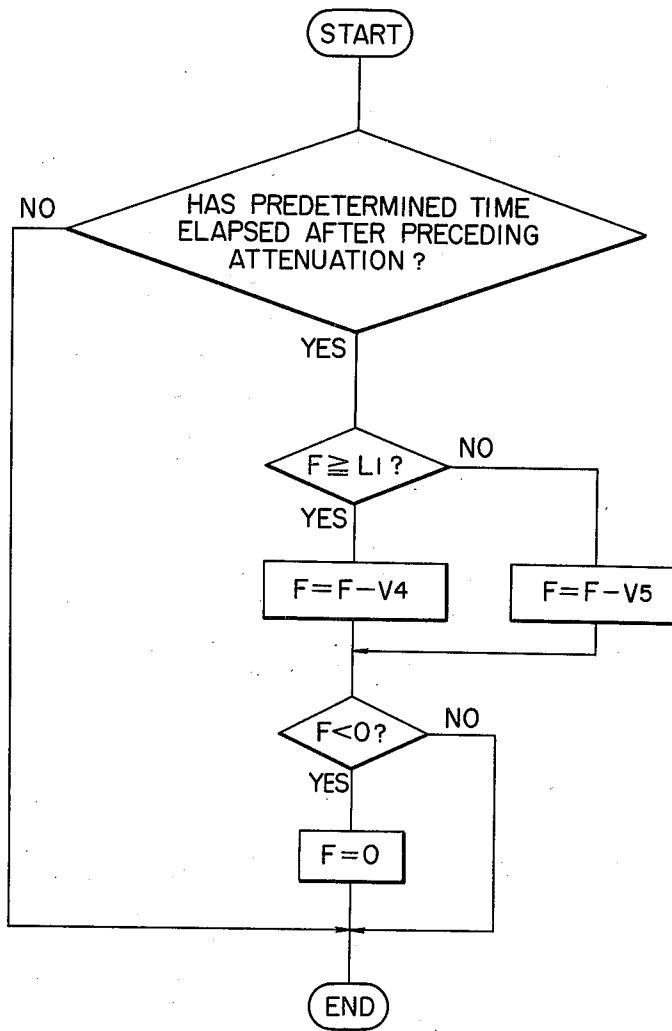 START
NO
HAS PREDETERMINED TIME
ELAPSED AFTER PRECEDING
ATTENUATION?
YES
F≧L1?
NO
YES
F=F-V4
F=F-V5
F<0?
NO
YES
F=0
END